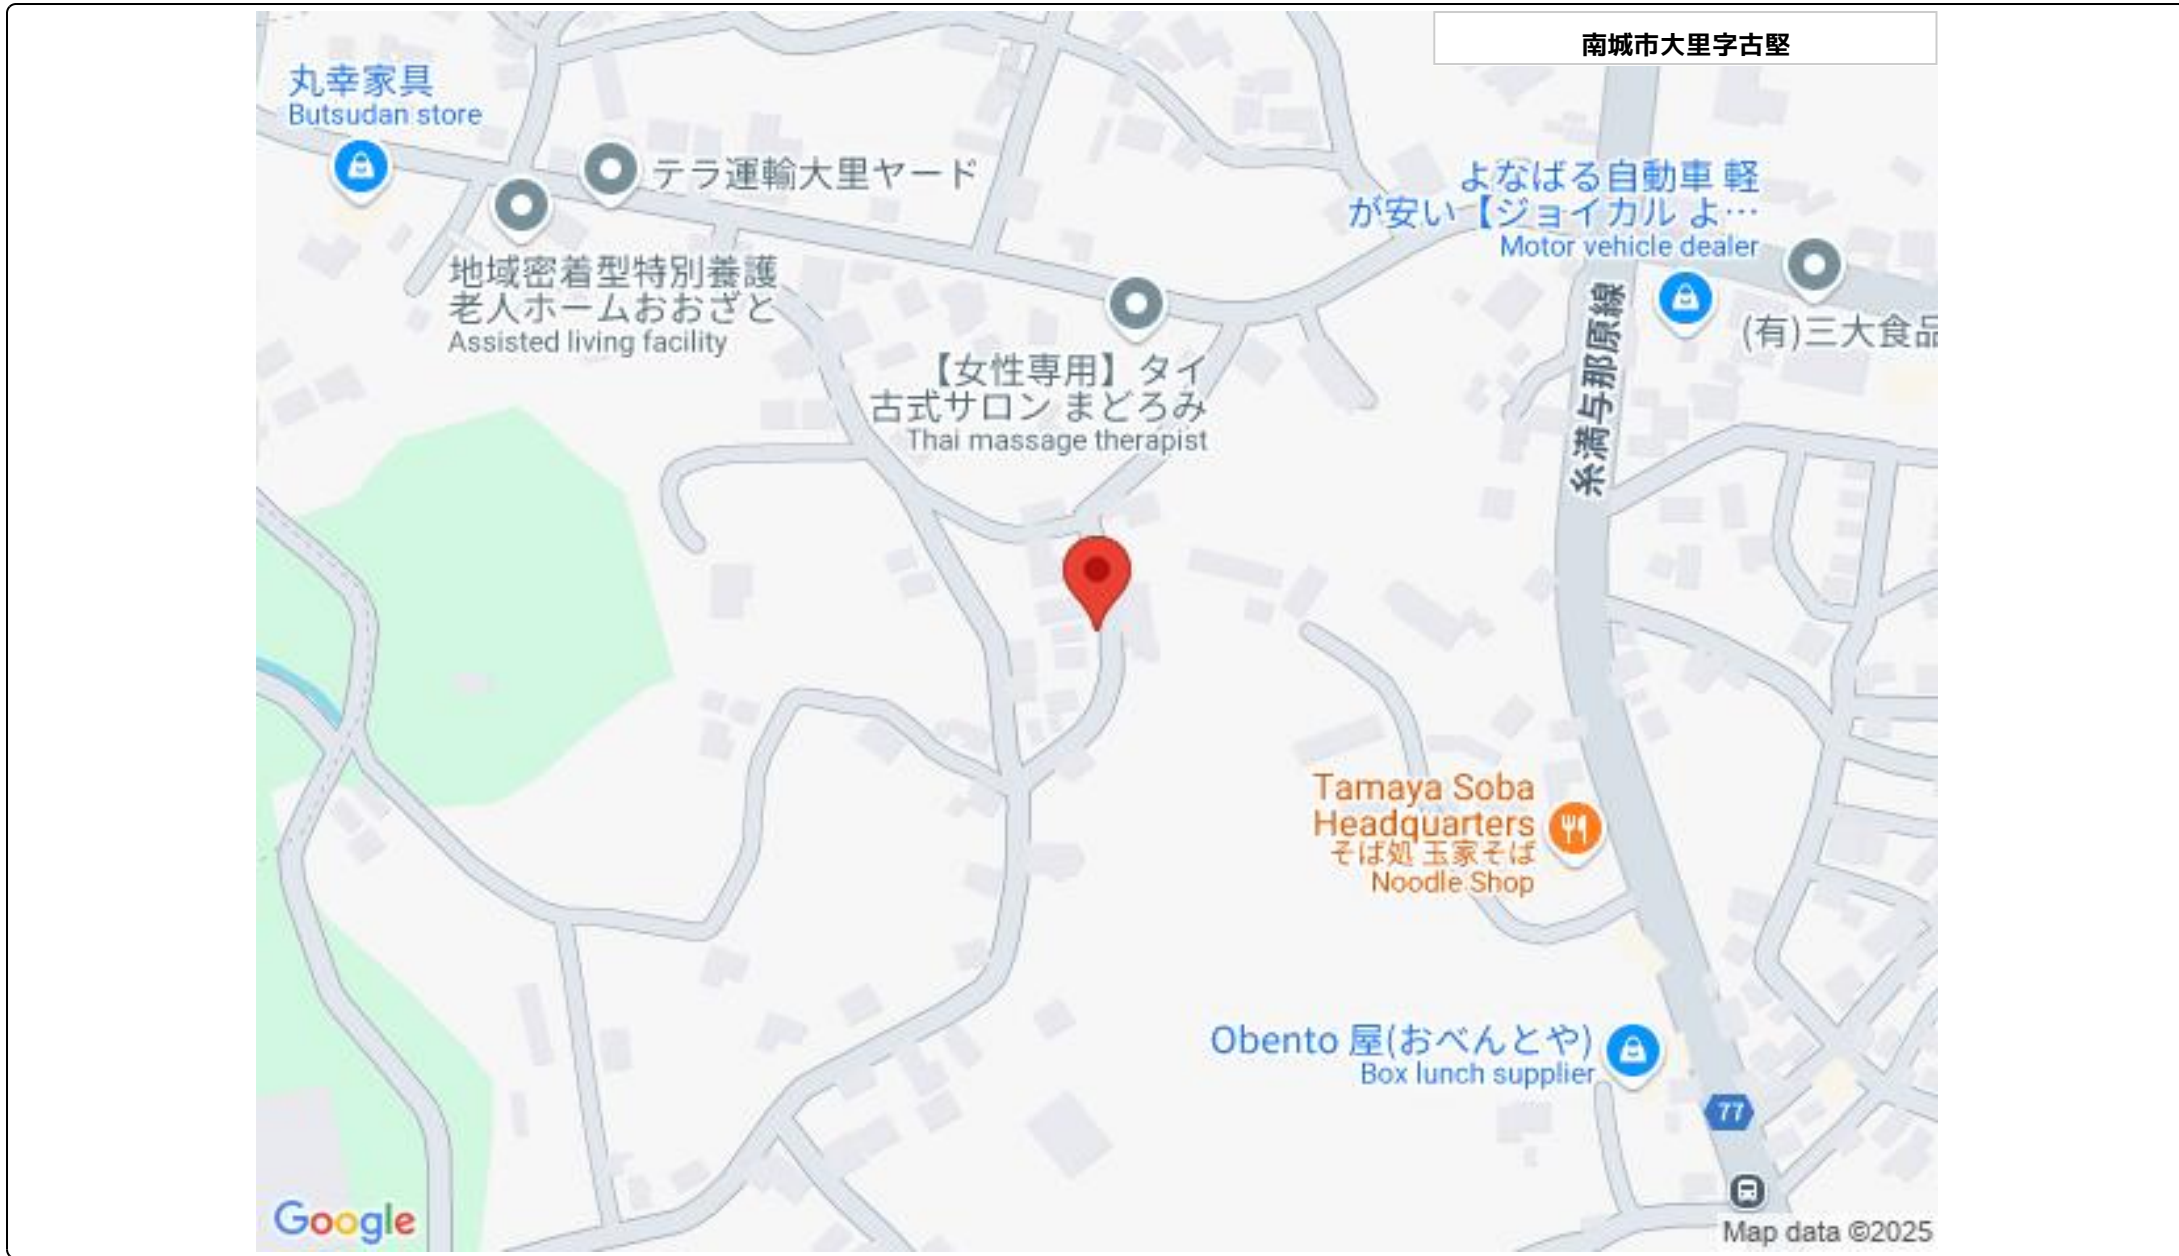 南城市大里字古堅
丸幸家具
Butsudan store
テラ運輸大里ヤード
よなばる自動車 軽
が安い【ジョイカル よ…
Motor vehicle dealer
地域密着型特別養護
老人ホームおおざと
Assisted living facility
(有)三大食品
【女性専用】タイ
古式サロン まどろみ
Thai massage therapist
糸満与那原線
Tamaya Soba
Headquarters
そば処 玉家そば
Noodle Shop
Obento 屋(おべんとや)
Box lunch supplier
77
Google
Map data ©2025